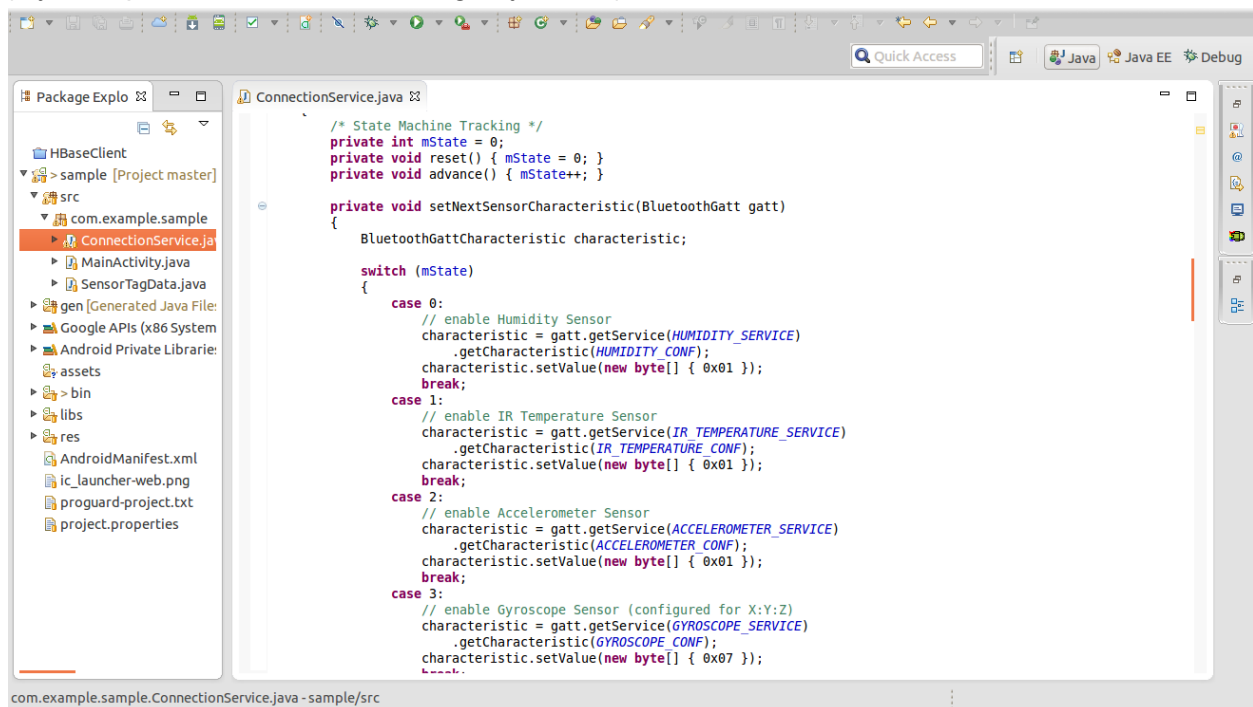 Quick Access
Java
Java EE
Debug
Package Explo
ConnectionService.java
HBaseClient
> sample [Project master]
src
com.example.sample
ConnectionService.jav
MainActivity.java
SensorTagData.java
gen [Generated Java File:
Google APIs (x86 System
Android Private Librarie:
assets
> bin
libs
res
AndroidManifest.xml
ic_launcher-web.png
proguard-project.txt
project.properties
/* State Machine Tracking */
private int mState = 0;
private void reset() { mState = 0; }
private void advance() { mState++; }
private void setNextSensorCharacteristic(BluetoothGatt gatt)
{
BluetoothGattCharacteristic characteristic;
switch (mState)
{
case 0:
// enable Humidity Sensor
characteristic = gatt.getService(HUMIDITY_SERVICE)
.getCharacteristic(HUMIDITY_CONF);
characteristic.setValue(new byte[] { 0x01 });
break;
case 1:
// enable IR Temperature Sensor
characteristic = gatt.getService(IR_TEMPERATURE_SERVICE)
.getCharacteristic(IR_TEMPERATURE_CONF);
characteristic.setValue(new byte[] { 0x01 });
break;
case 2:
// enable Accelerometer Sensor
characteristic = gatt.getService(ACCELEROMETER_SERVICE)
.getCharacteristic(ACCELEROMETER_CONF);
characteristic.setValue(new byte[] { 0x01 });
break;
case 3:
// enable Gyroscope Sensor (configured for X:Y:Z)
characteristic = gatt.getService(GYROSCOPE_SERVICE)
.getCharacteristic(GYROSCOPE_CONF);
characteristic.setValue(new byte[] { 0x07 });
com.example.sample.ConnectionService.java - sample/src